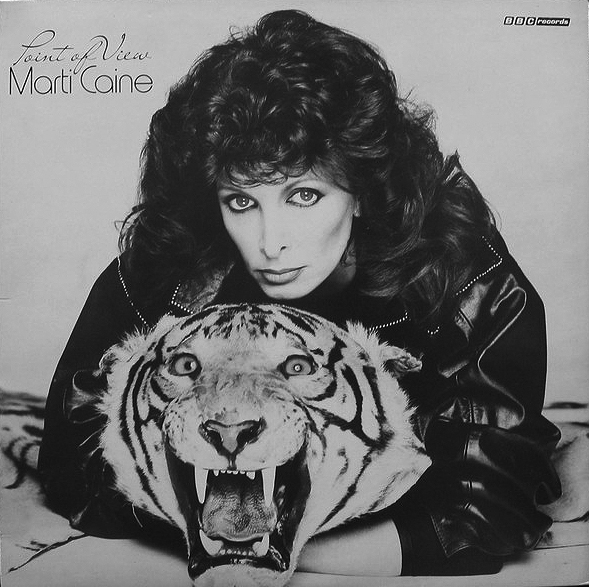 Point of View
Marti Caine
BBC records